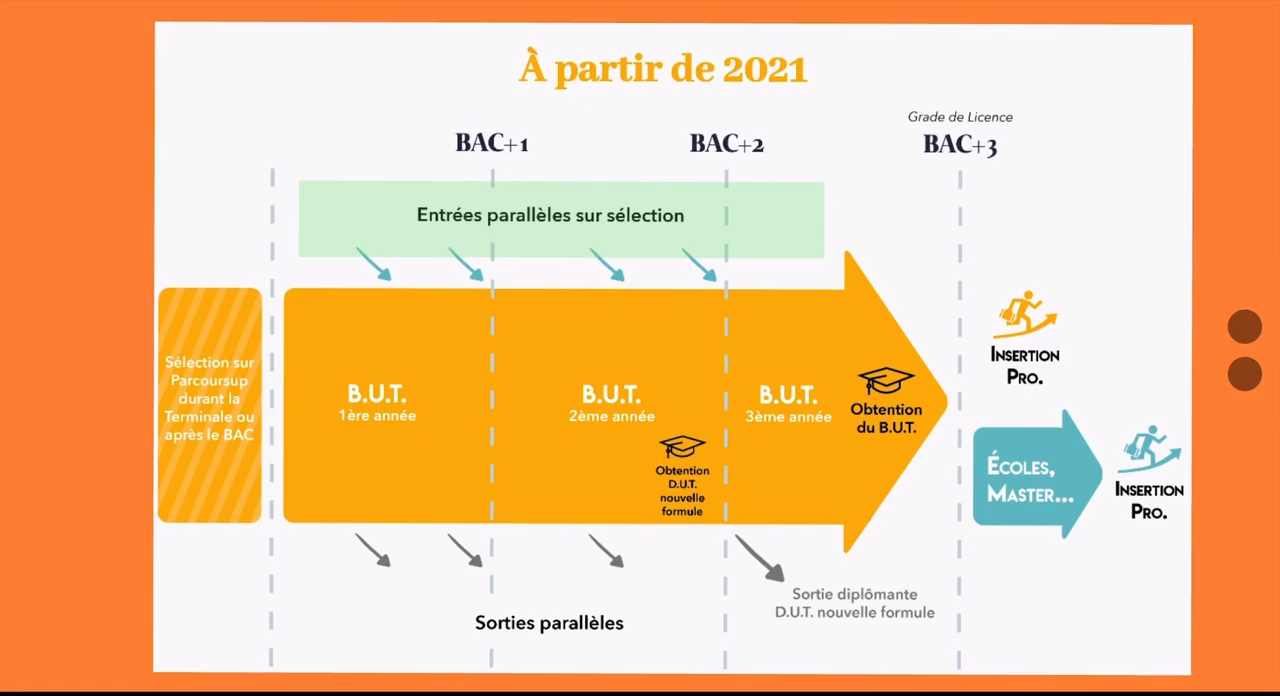 À partir de 2021
Grade de Licence
BAC+1
BAC+2
BAC+3
Entrées parallèles sur sélection
Sélection sur
Parcoursup
durant la
Terminale ou
après le BAC
B.U.T.
1ère année
B.U.T.
2ème année
Obtention
D.U.T.
nouvelle
formule
B.U.T.
3ème année
Obtention
du B.U.T.
INSERTION
PRO.
ÉCOLES,
MASTER...
INSERTION
PRO.
Sortie diplômante
D.U.T. nouvelle formule
Sorties parallèles